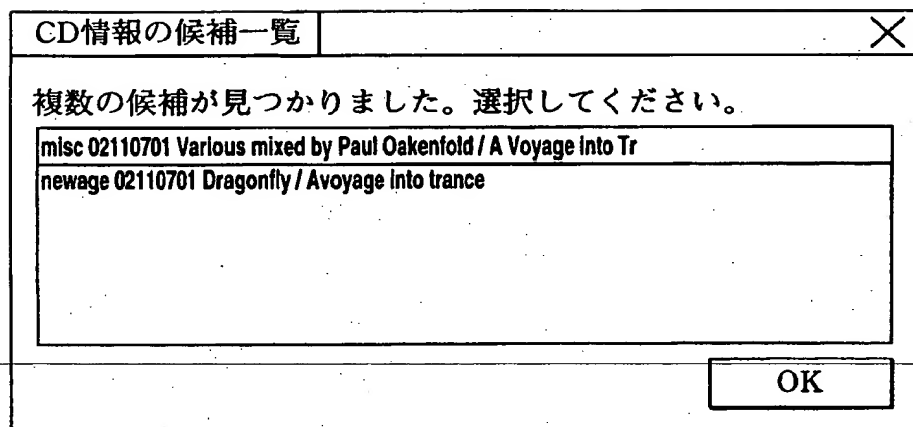 CD情報の候補一覧
複数の候補が見つかりました。選択してください。
misc 02110701 Various mixed by Paul Oakenfold / A Voyage Into Tr
newage 02110701 Dragonfly / Avoyage into trance
OK